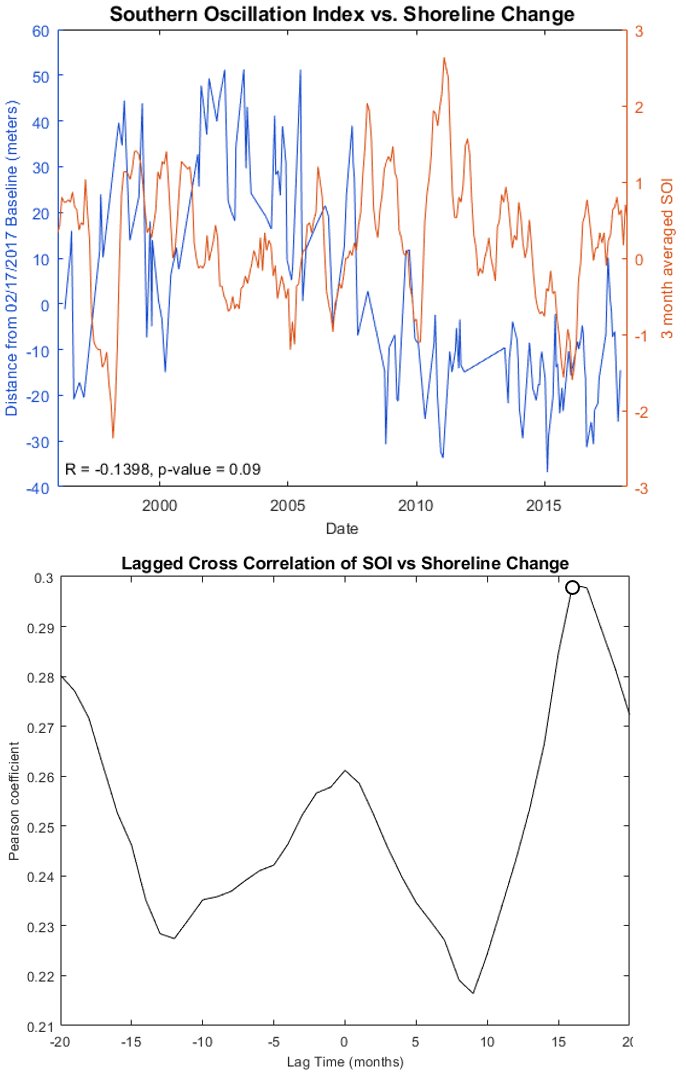 Southern Oscillation Index vs. Shoreline Change
60
50
40
30
20
10
0
-10
-20
-30
-40
3
2
1
0
-1
-2
-3
Distance from 02/17/2017 Baseline (meters)
3 month averaged SOI
R = -0.1398, p-value = 0.09
2000 2005 2010 2015
Date
Lagged Cross Correlation of SOI vs Shoreline Change
0.3
0.29
0.28
0.27
0.26
0.25
0.24
0.23
0.22
0.21
Pearson coefficient
-20 -15 -10 -5 0 5 10 15 20
Lag Time (months)